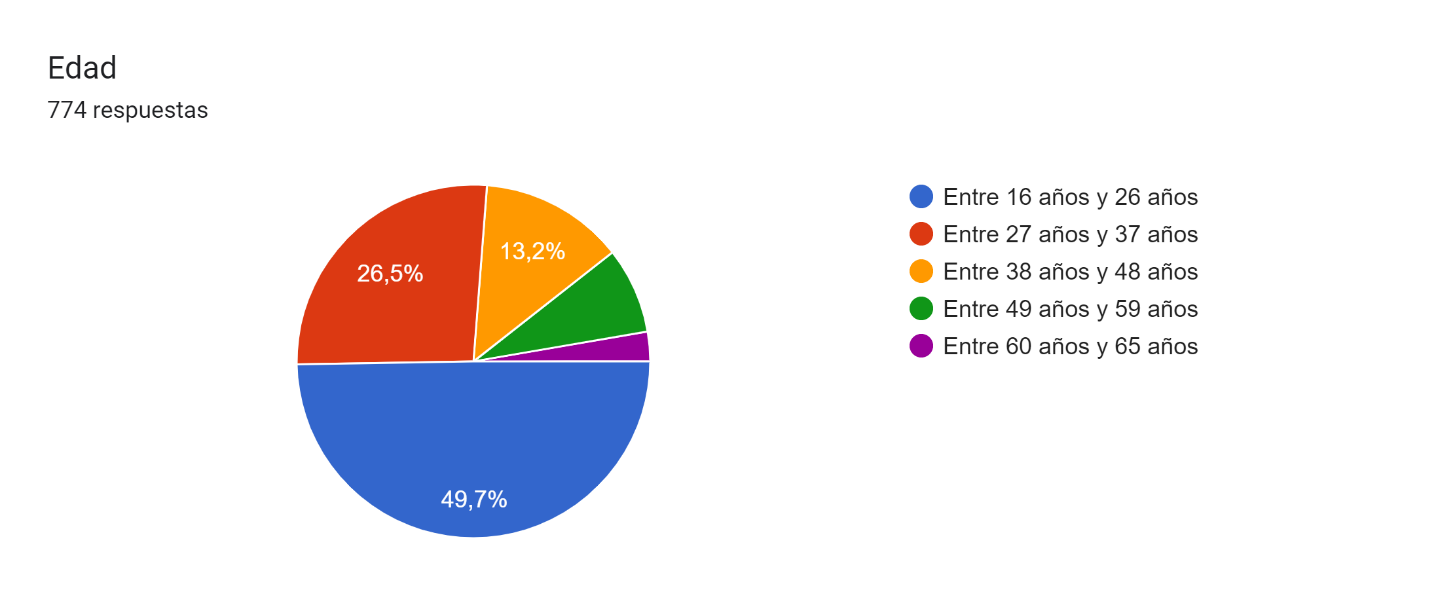 Edad
774 respuestas
26,5%
13,2%
49,7%
Entre 16 años y 26 años
Entre 27 años y 37 años
Entre 38 años y 48 años
Entre 49 años y 59 años
Entre 60 años y 65 años